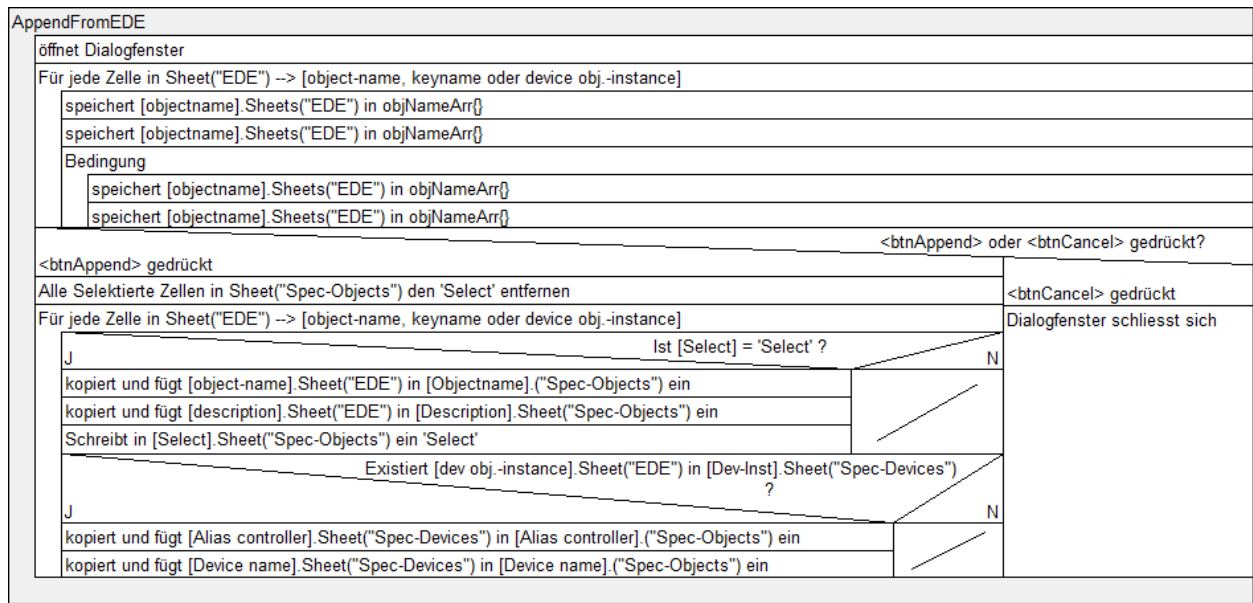 AppendFromEDE
öffnet Dialogfenster
Für jede Zelle in Sheet("EDE") --> [object-name, keyname oder device obj.-instance]
speichert [objectname].Sheets("EDE") in objNameArr{}
speichert [objectname].Sheets("EDE") in objNameArr{}
Bedingung
speichert [objectname].Sheets("EDE") in objNameArr{}
speichert [objectname].Sheets("EDE") in objNameArr{}
<btnAppend> oder <btnCancel> gedrückt?
<btnAppend> gedrückt
Alle Selektierte Zellen in Sheet("Spec-Objects") den 'Select' entfernen
<btnCancel> gedrückt
Für jede Zelle in Sheet("EDE") --> [object-name, keyname oder device obj.-instance]
Dialogfenster schliesst sich
Ist [Select] = 'Select' ?
J
N
kopiert und fügt [object-name].Sheet("EDE") in [Objectname].("Spec-Objects") ein
kopiert und fügt [description].Sheet("EDE") in [Description].Sheet("Spec-Objects") ein
Schreibt in [Select].Sheet("Spec-Objects") ein 'Select'
Existiert [dev obj.-instance].Sheet("EDE") in [Dev-Inst].Sheet("Spec-Devices")
?
J
N
kopiert und fügt [Alias controller].Sheet("Spec-Devices") in [Alias controller].("Spec-Objects") ein
kopiert und fügt [Device name].Sheet("Spec-Devices") in [Device name].("Spec-Objects") ein